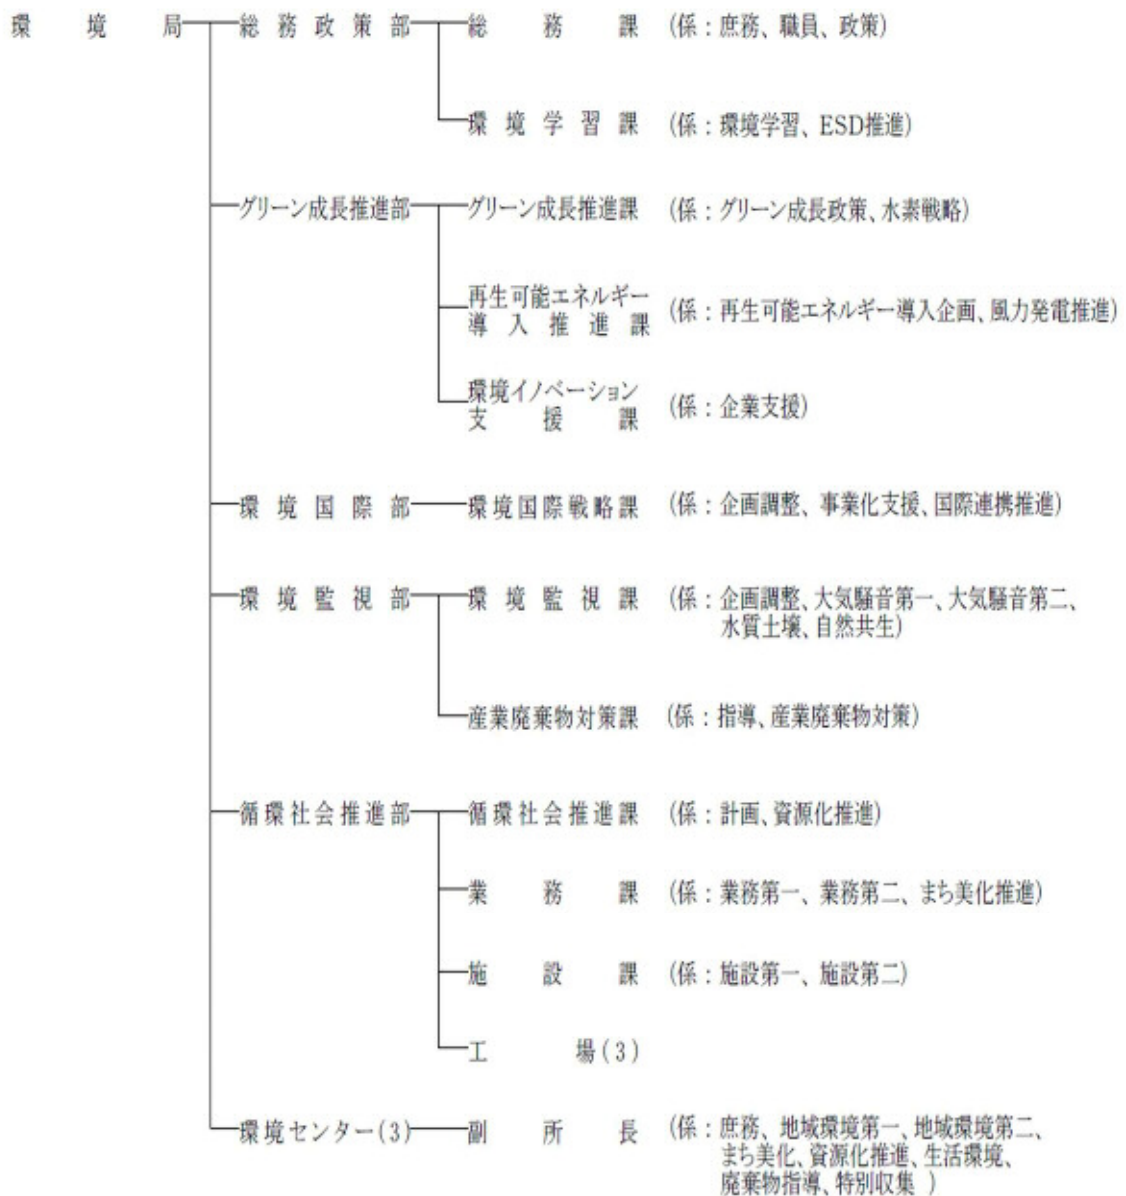 環境局 総務政策部 総務課 (係：庶務、職員、政策)
環境学習課 (係：環境学習、ESD推進)
グリーン成長推進部 グリーン成長推進課 (係：グリーン成長政策、水素戦略)
再生可能エネルギー
導入推進課 (係：再生可能エネルギー導入企画、風力発電推進)
環境イノベーション
支援課 (係：企業支援)
環境国際部 環境国際戦略課 (係：企画調整、事業化支援、国際連携推進)
環境監視部 環境監視課 (係：企画調整、大気騒音第一、大気騒音第二、
水質土壌、自然共生)
産業廃棄物対策課 (係：指導、産業廃棄物対策)
循環社会推進部 循環社会推進課 (係：計画、資源化推進)
業務課 (係：業務第一、業務第二、まち美化推進)
施設課 (係：施設第一、施設第二)
工場(3)
環境センター(3) 副所長 (係：庶務、地域環境第一、地域環境第二、
まち美化、資源化推進、生活環境、
廃棄物指導、特別収集 )